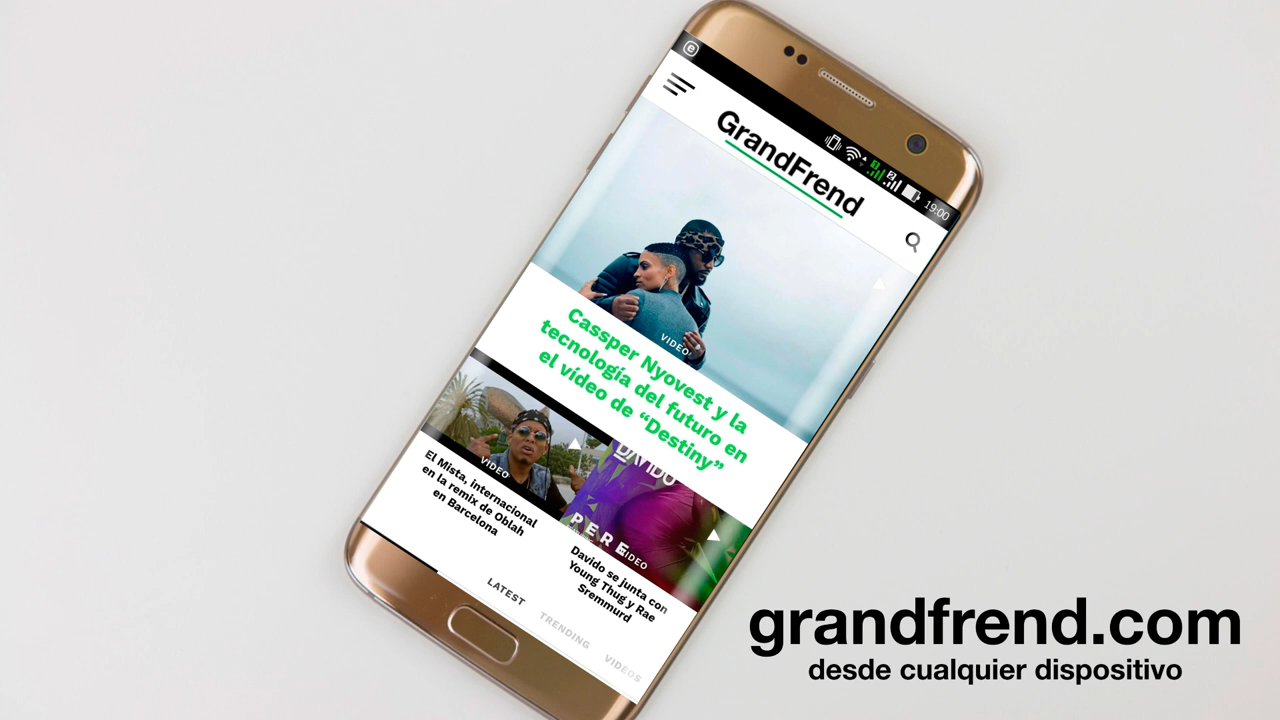 19:00
GrandFrend
VIDEO
Cassper Nyovest y la
tecnología del futuro en
el vídeo de “Destiny”
VIDEO
El Mista, internacional
en la remix de Oblah
en Barcelona
DAVIDO
PERE
VIDEO
Davido se junta con
Young Thug y Rae
Sremmurd
LATEST
TRENDING
VIDEOS
grandfrend.com
desde cualquier dispositivo